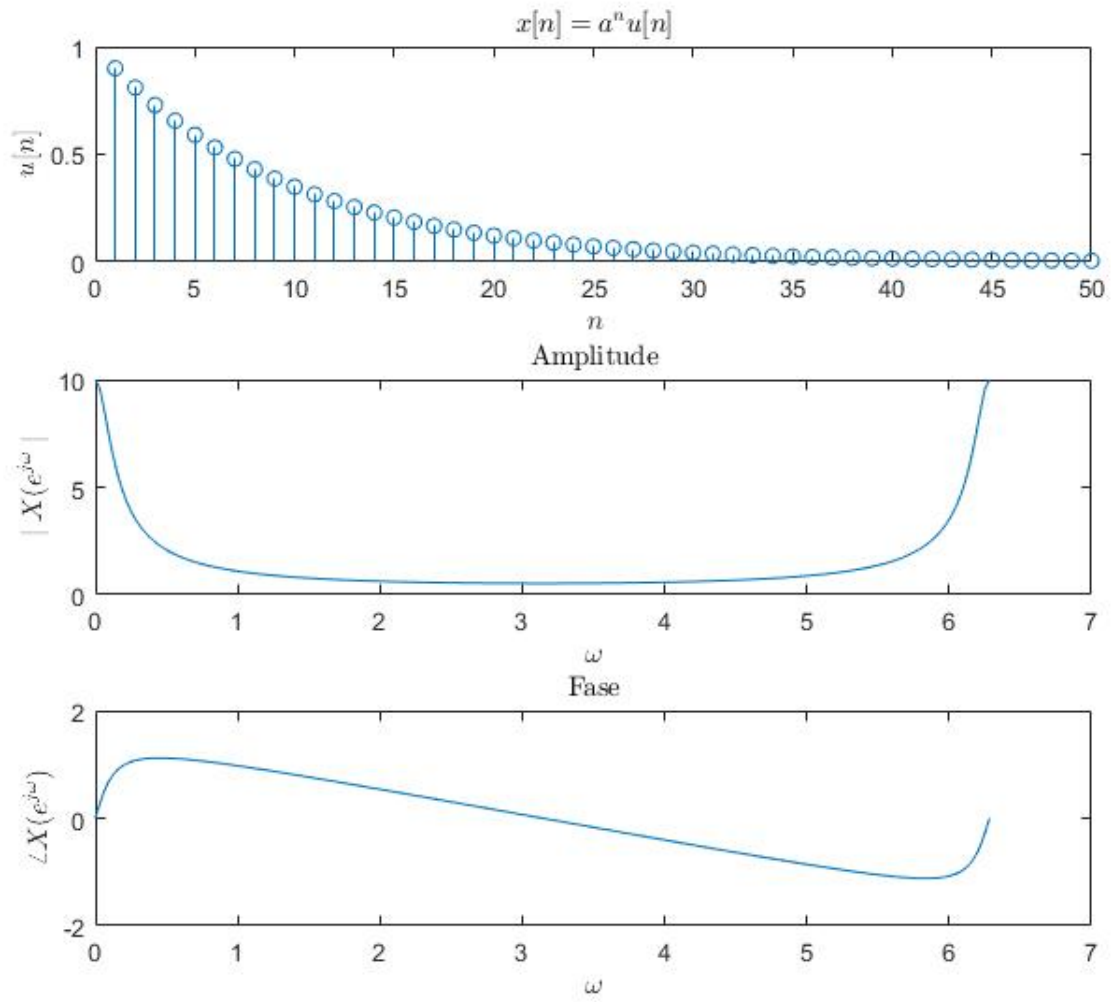 x[n] = aⁿu[n]
u[n]
1
0.5
0
0 5 10 15 20 25 30 35 40 45 50
n
Amplitude
| X(e^{jω} |
10
5
0
0 1 2 3 4 5 6 7
ω
Fase
∠X(e^{jω})
2
0
-2
0 1 2 3 4 5 6 7
ω